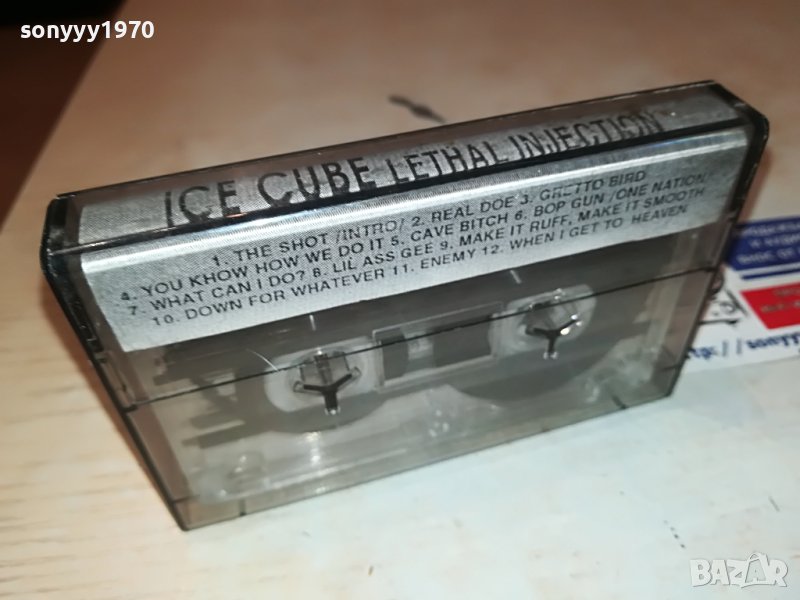 sonyyy1970
ICE CUBE LETHAL INJECTION
1. THE SHOT /INTRO/ 2. REAL DOE 3. GHETTO BIRD
4. YOU KHOW HOW WE DO IT 5. CAVE BITCH 6. BOP GUN /ONE NATION/
7. WHAT CAN I DO? 8. LIL ASS GEE 9. MAKE IT RUFF, MAKE IT SMOOTH
10. DOWN FOR WHATEVER 11. ENEMY 12. WHEN I GET TO HEAVEN
BAZAR